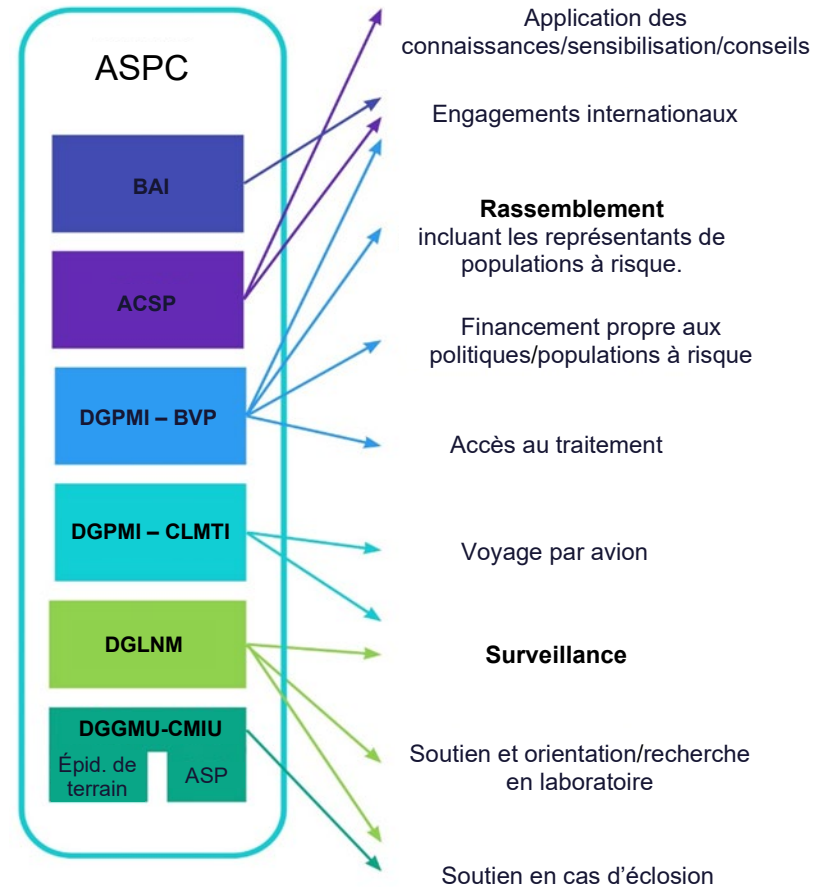 ASPC
BAI
ACSP
DGPMI – BVP
DGPMI – CLMTI
DGLNM
DGGMU-CMIU
Épid. de
terrain
ASP
Application des
connaissances/sensibilisation/conseils
Engagements internationaux
Rassemblement
incluant les représentants de
populations à risque.
Financement propre aux
politiques/populations à risque
Accès au traitement
Voyage par avion
Surveillance
Soutien et orientation/recherche
en laboratoire
Soutien en cas d'éclosion